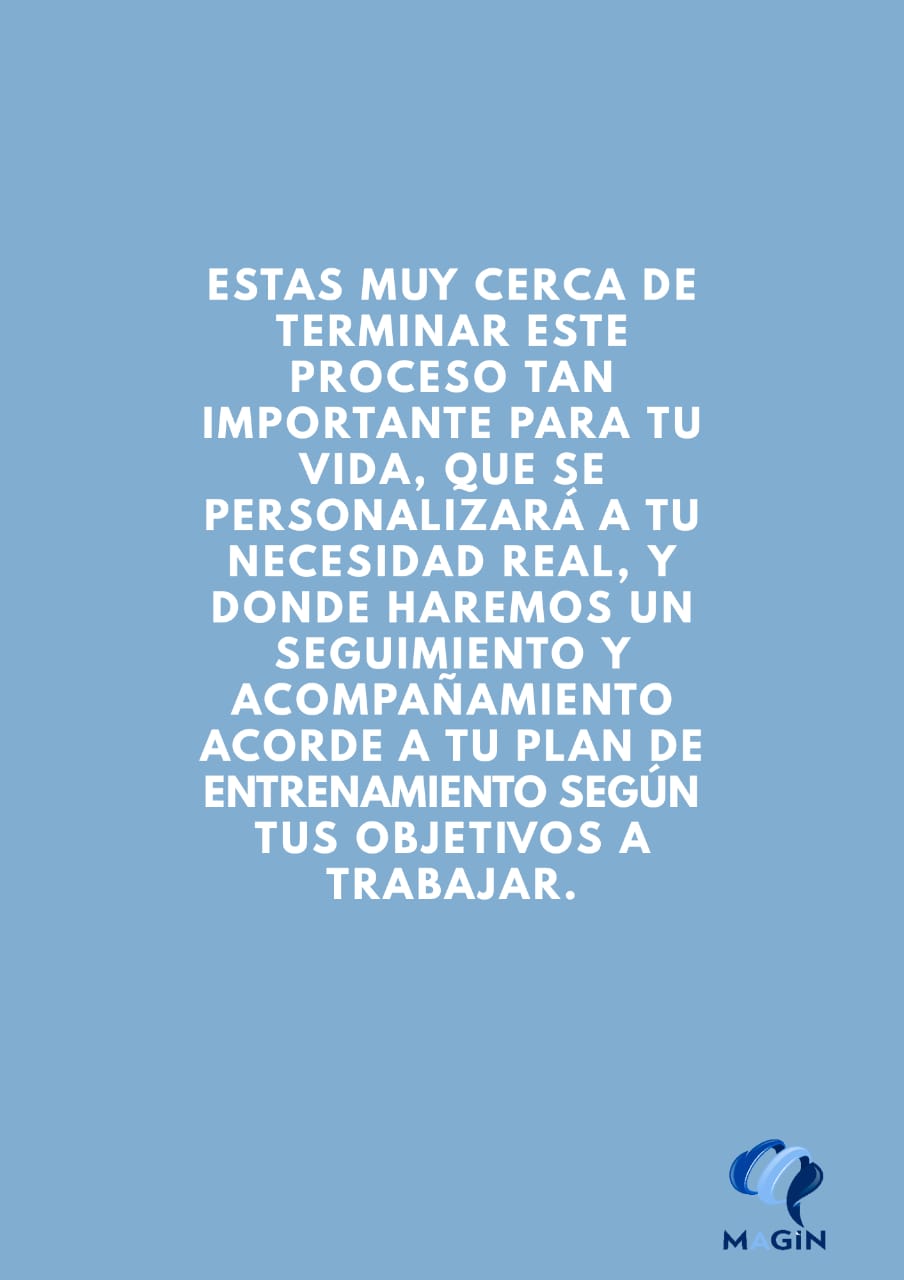 ESTAS MUY CERCA DE
TERMINAR ESTE
PROCESO TAN
IMPORTANTE PARA TU
VIDA, QUE SE
PERSONALIZARÁ A TU
NECESIDAD REAL, Y
DONDE HAREMOS UN
SEGUIMIENTO Y
ACOMPAÑAMIENTO
ACORDE A TU PLAN DE
ENTRENAMIENTO SEGÚN
TUS OBJETIVOS A
TRABAJAR.
MAGiN